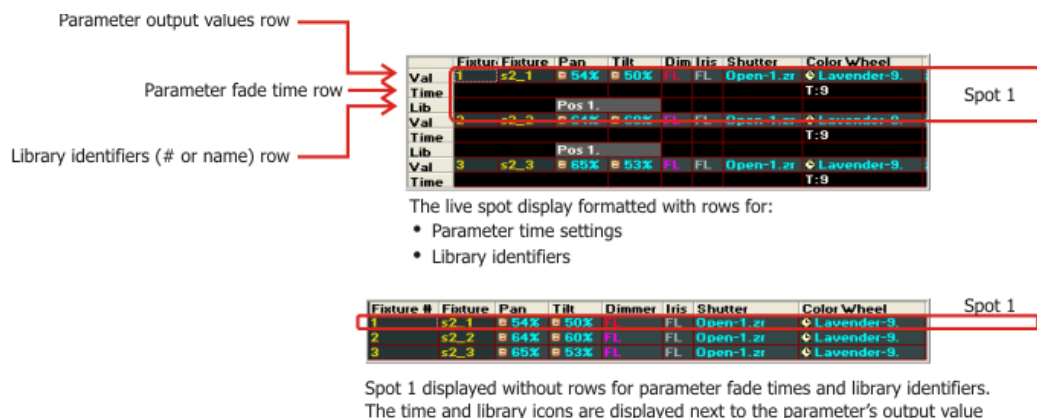 Parameter output values row
Parameter fade time row
Library identifiers (# or name) row
Fixtur Fixture Pan Tilt Dim Iris Shutter Color Wheel
Val 1 s2_1 54% 50% FL FL Open-1.zr Lavender-9.
Time T:9
Lib Pos 1.
Val 2 s2_2 64% 60% FL FL Open-1.zr Lavender-9.
Time T:9
Lib Pos 1.
Val 3 s2_3 65% 53% FL FL Open-1.zr Lavender-9.
Time T:9
Spot 1
The live spot display formatted with rows for:
• Parameter time settings
• Library identifiers
Fixture # Fixture Pan Tilt Dimmer Iris Shutter Color Wheel
1 s2_1 54% 50% FL FL Open-1.zr Lavender-9.
2 s2_2 64% 60% FL FL Open-1.zr Lavender-9.
3 s2_3 65% 53% FL FL Open-1.zr Lavender-9.
Spot 1
Spot 1 displayed without rows for parameter fade times and library identifiers.
The time and library icons are displayed next to the parameter's output value